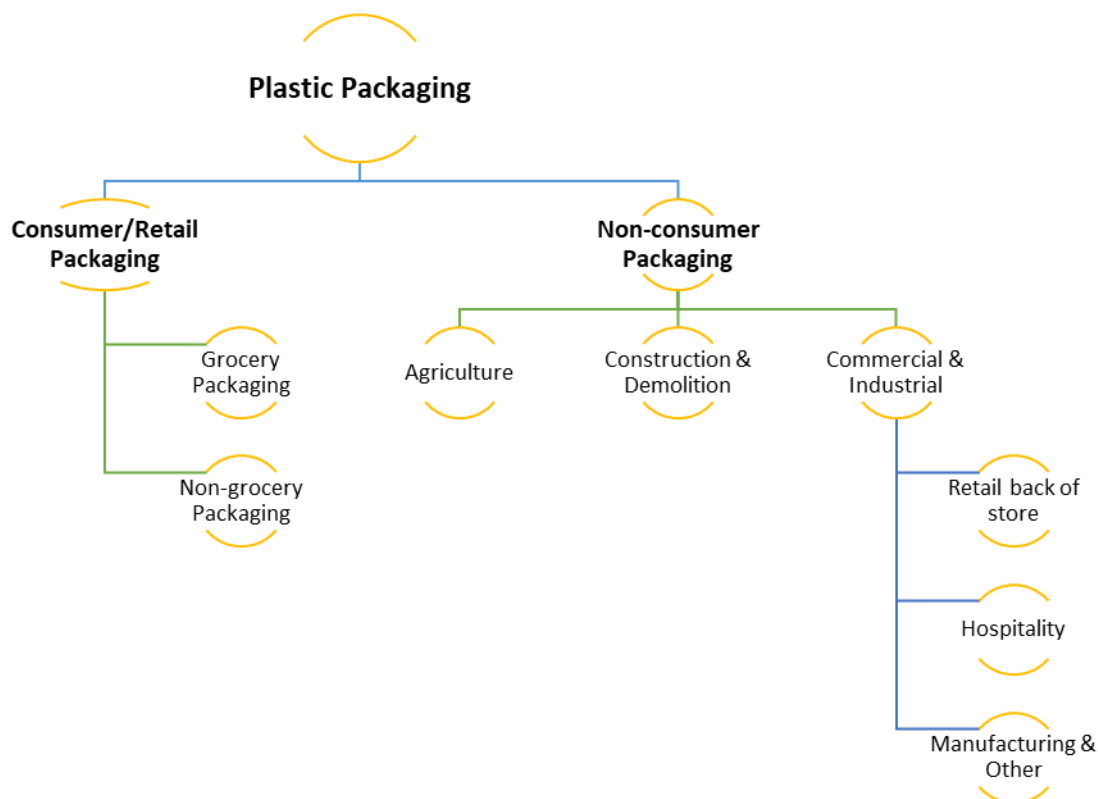 Plastic Packaging
Consumer/Retail
Packaging
Non-consumer
Packaging
Grocery
Packaging
Agriculture
Construction &
Demolition
Commercial &
Industrial
Non-grocery
Packaging
Retail back of
store
Hospitality
Manufacturing &
Other